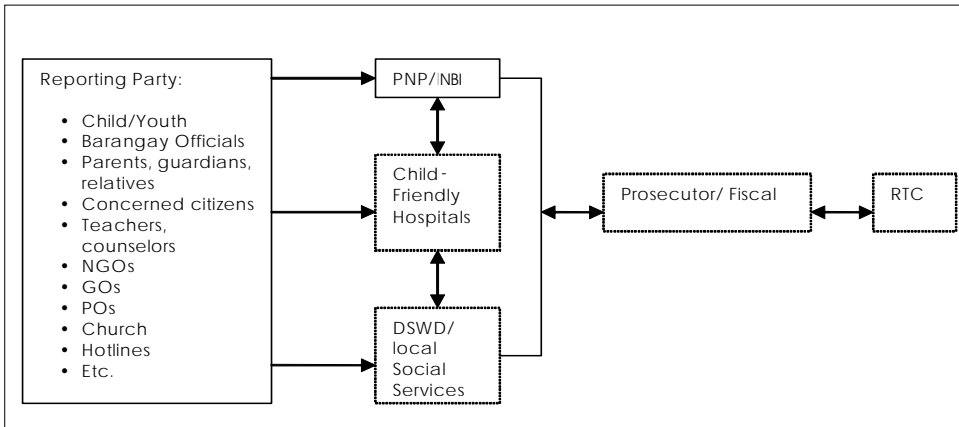 Reporting Party:
• Child/Youth
• Barangay Officials
• Parents, guardians,
relatives
• Concerned citizens
• Teachers,
counselors
• NGOs
• GOs
• POs
• Church
• Hotlines
• Etc.
PNP/NBI
Child-
Friendly
Hospitals
DSWD/
local
Social
Services
Prosecutor/ Fiscal
RTC